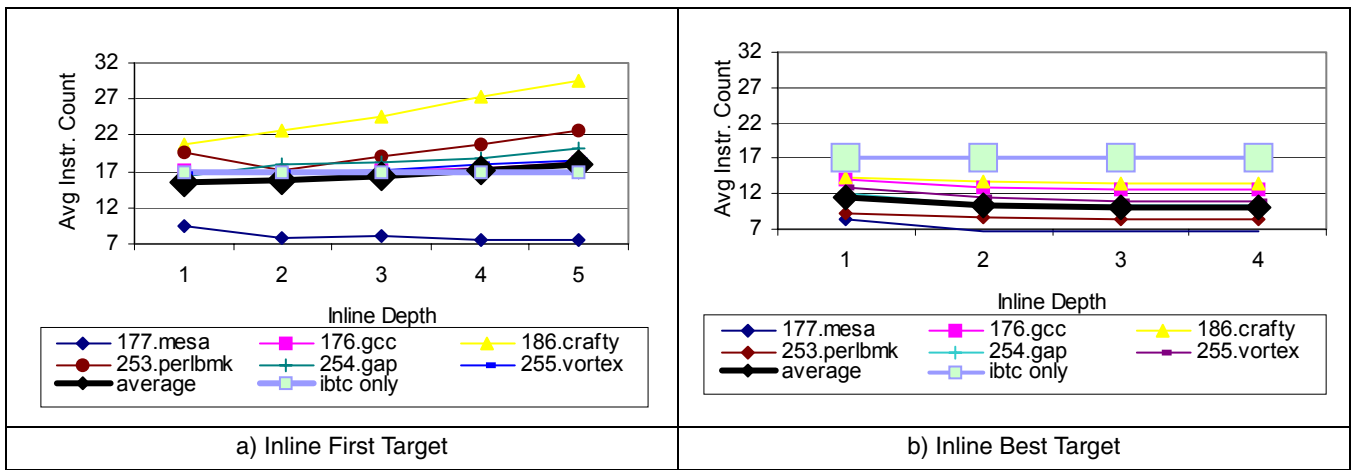 Avg Instr. Count
32
27
22
17
12
7
1 2 3 4 5
Inline Depth
177.mesa 176.gcc 186.crafty
253.perlbmk 254.gap 255.vortex
average ibtc only
a) Inline First Target
Avg Instr. Count
32
27
22
17
12
7
1 2 3 4
Inline Depth
177.mesa 176.gcc 186.crafty
253.perlbmk 254.gap 255.vortex
average ibtc only
b) Inline Best Target